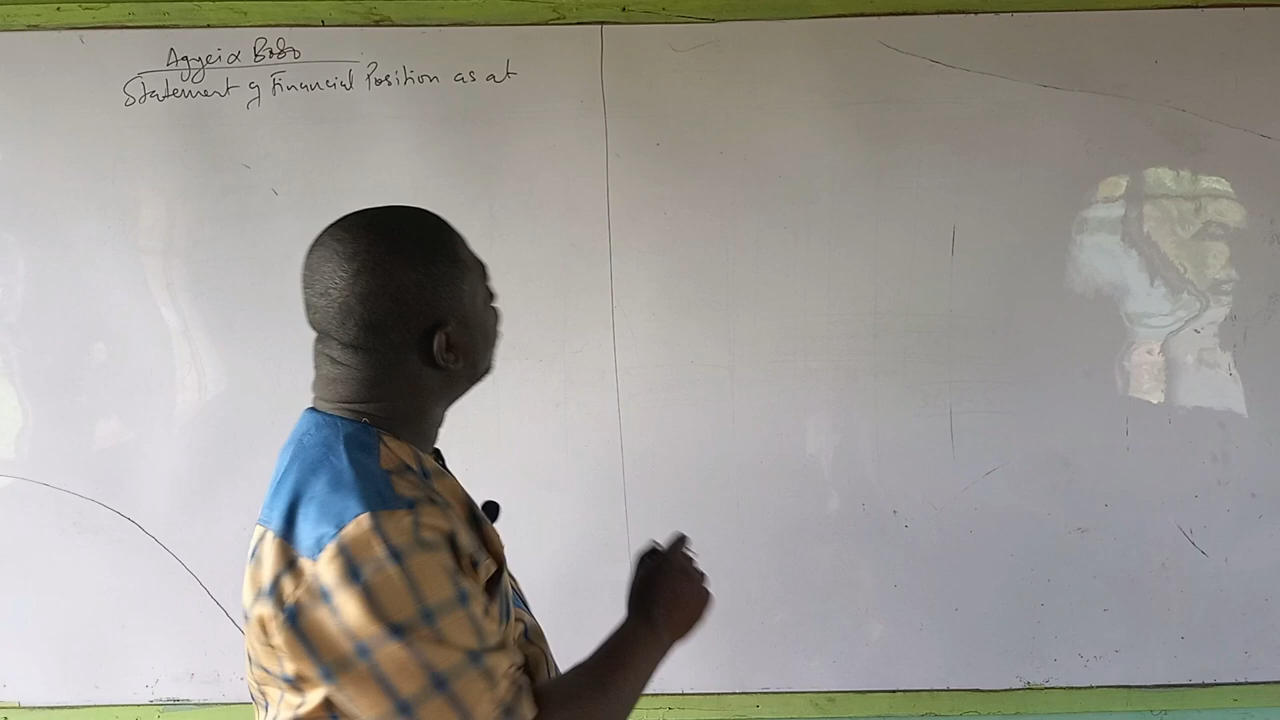 Agyei & Bobo
Statement of Financial Position as at